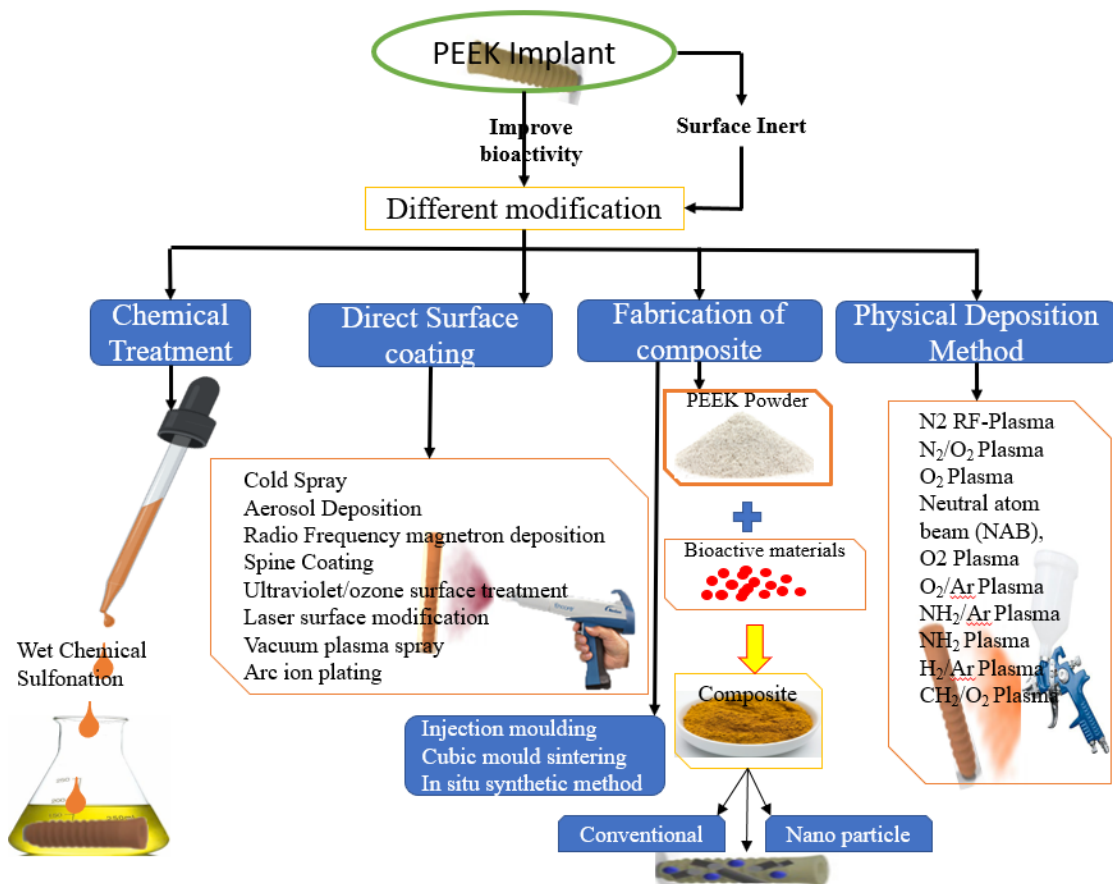 PEEK Implant
Improve
bioactivity
Surface Inert
Different modification
Chemical
Treatment
Direct Surface
coating
Fabrication of
composite
Physical Deposition
Method
Wet Chemical
Sulfonation
Cold Spray
Aerosol Deposition
Radio Frequency magnetron deposition
Spine Coating
Ultraviolet/ozone surface treatment
Laser surface modification
Vacuum plasma spray
Arc ion plating
PEEK Powder
Bioactive materials
Composite
Injection moulding
Cubic mould sintering
In situ synthetic method
Conventional
Nano particle
N2 RF-Plasma
N₂/O₂ Plasma
O₂ Plasma
Neutral atom
beam (NAB),
O2 Plasma
O₂/Ar Plasma
NH₂/Ar Plasma
NH₂ Plasma
H₂/Ar Plasma
CH₂/O₂ Plasma